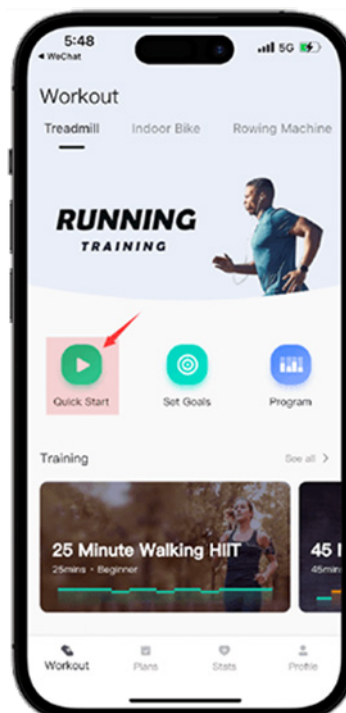 5:48
5G
◀ WeChat
Workout
Treadmill Indoor Bike Rowing Machine
RUNNING
TRAINING
Quick Start Set Goals Program
Training See all >
25 Minute Walking HIIT
25mins • Beginner
45
45min
Workout Plans Stats Profile